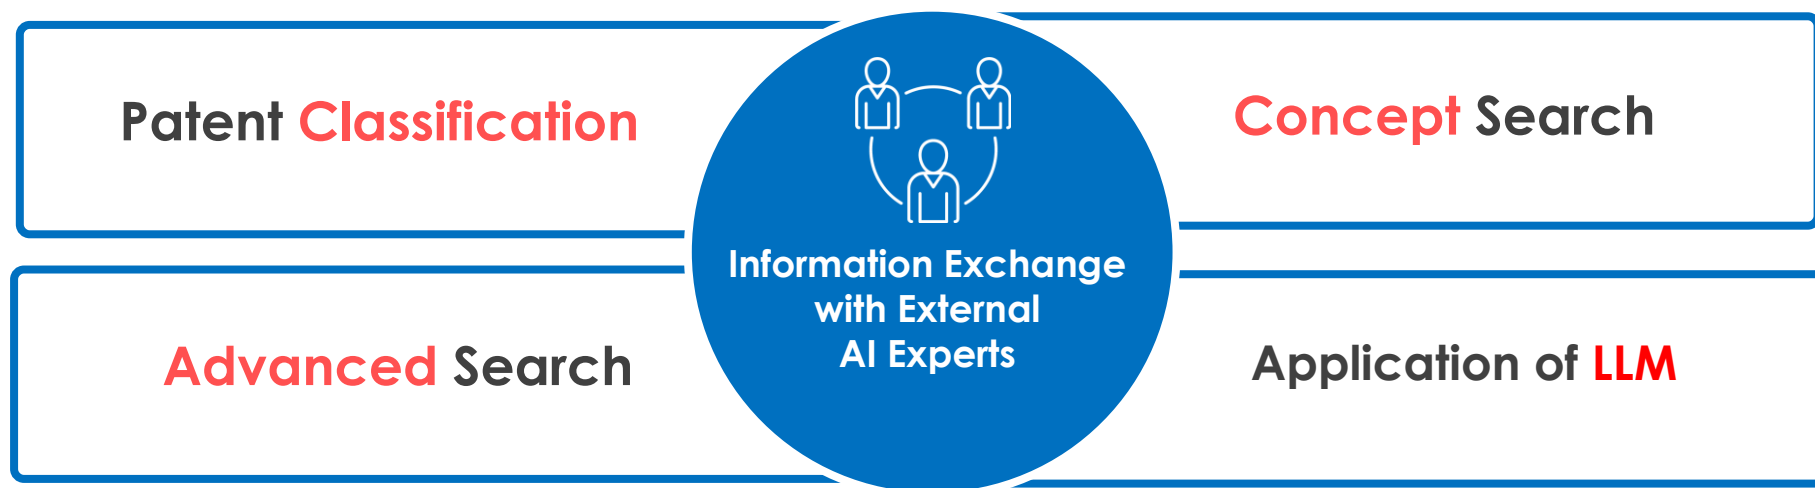 Patent Classification
Concept Search
Information Exchange
with External
AI Experts
Advanced Search
Application of LLM